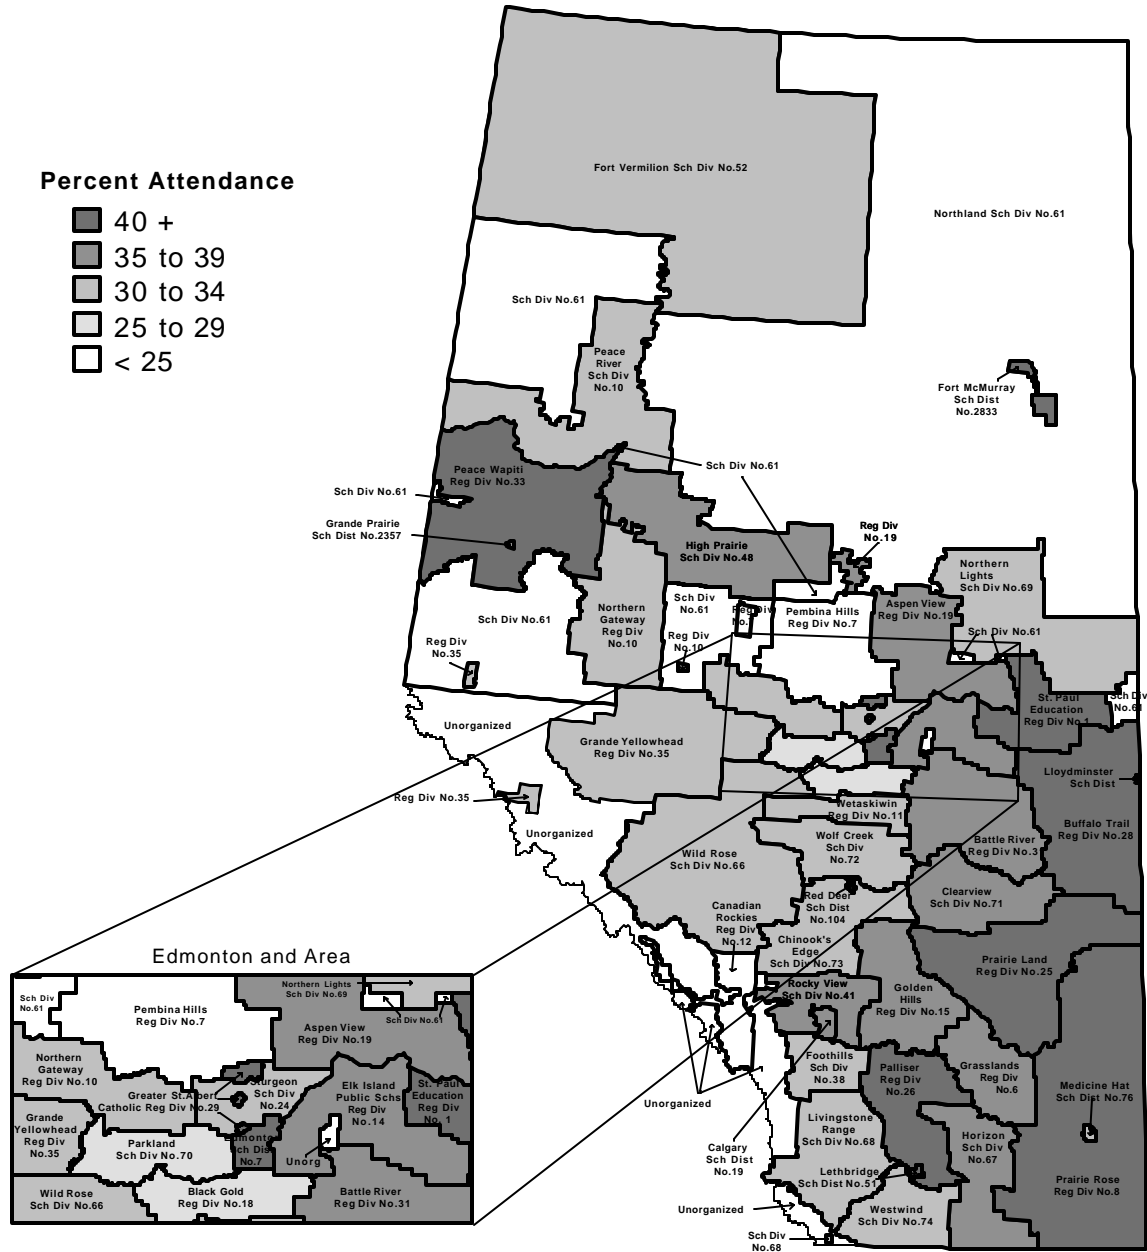 Percent Attendance
40 +
35 to 39
30 to 34
25 to 29
< 25
Fort Vermilion Sch Div No.52
Northland Sch Div No.61
Sch Div No.61
Peace
River
Sch Div
No.10
Fort McMurray
Sch Dist
No.2833
Peace Wapiti
Reg Div No.33
Sch Div No.61
Sch Div No.61
Grande Prairie
Sch Dist No.2357
High Prairie
Sch Div No.48
Reg Div
No.19
Northern
Lights
Sch Div No.69
Sch Div No.61
Northern
Gateway
Reg Div
No.10
Sch Div
No.61
Reg Div
No.7
Pembina Hills
Reg Div No.7
Aspen View
Reg Div No.19
Sch Div No.61
Reg Div
No.35
Reg Div
No.10
St. Paul
Education
Reg Div No.1
Sch Div
No.61
Unorganized
Grande Yellowhead
Reg Div No.35
Lloydminster
Sch Dist
Reg Div No.35
Wetaskiwin
Reg Div No.11
Buffalo Trail
Reg Div No.28
Unorganized
Wolf Creek
Sch Div
No.72
Battle River
Reg Div No.3
Wild Rose
Sch Div No.66
Red Deer
Sch Dist
No.104
Clearview
Sch Div No.71
Canadian
Rockies
Reg Div
No.12
Chinook's
Edge
Sch Div No.73
Prairie Land
Reg Div No.25
Rocky View
Sch Div No.41
Golden
Hills
Reg Div No.15
Foothills
Sch Div
No.38
Palliser
Reg Div
No.26
Grasslands
Reg Div
No.6
Medicine Hat
Sch Dist No.76
Unorganized
Livingstone
Range
Sch Div No.68
Horizon
Sch Div
No.67
Calgary
Sch Dist
No.19
Lethbridge
Sch Dist No.51
Prairie Rose
Reg Div No.8
Unorganized
Westwind
Sch Div No.74
Sch Div
No.68
Edmonton and Area
Sch Div
No.61
Pembina Hills
Reg Div No.7
Northern Lights
Sch Div No.69
Sch Div No.61
Aspen View
Reg Div No.19
Northern
Gateway
Reg Div No.10
Greater St.Albert
Catholic Reg Div No.29
Sturgeon
Sch Div
No.24
Elk Island
Public Schs
Reg Div
No.14
St. Paul
Education
Reg Div
No. 1
Grande
Yellowhead
Reg Div
No.35
Parkland
Sch Div No.70
Edmonton
Sch Dist
No.7
Unorg
Wild Rose
Sch Div No.66
Black Gold
Reg Div No.18
Battle River
Reg Div No.31